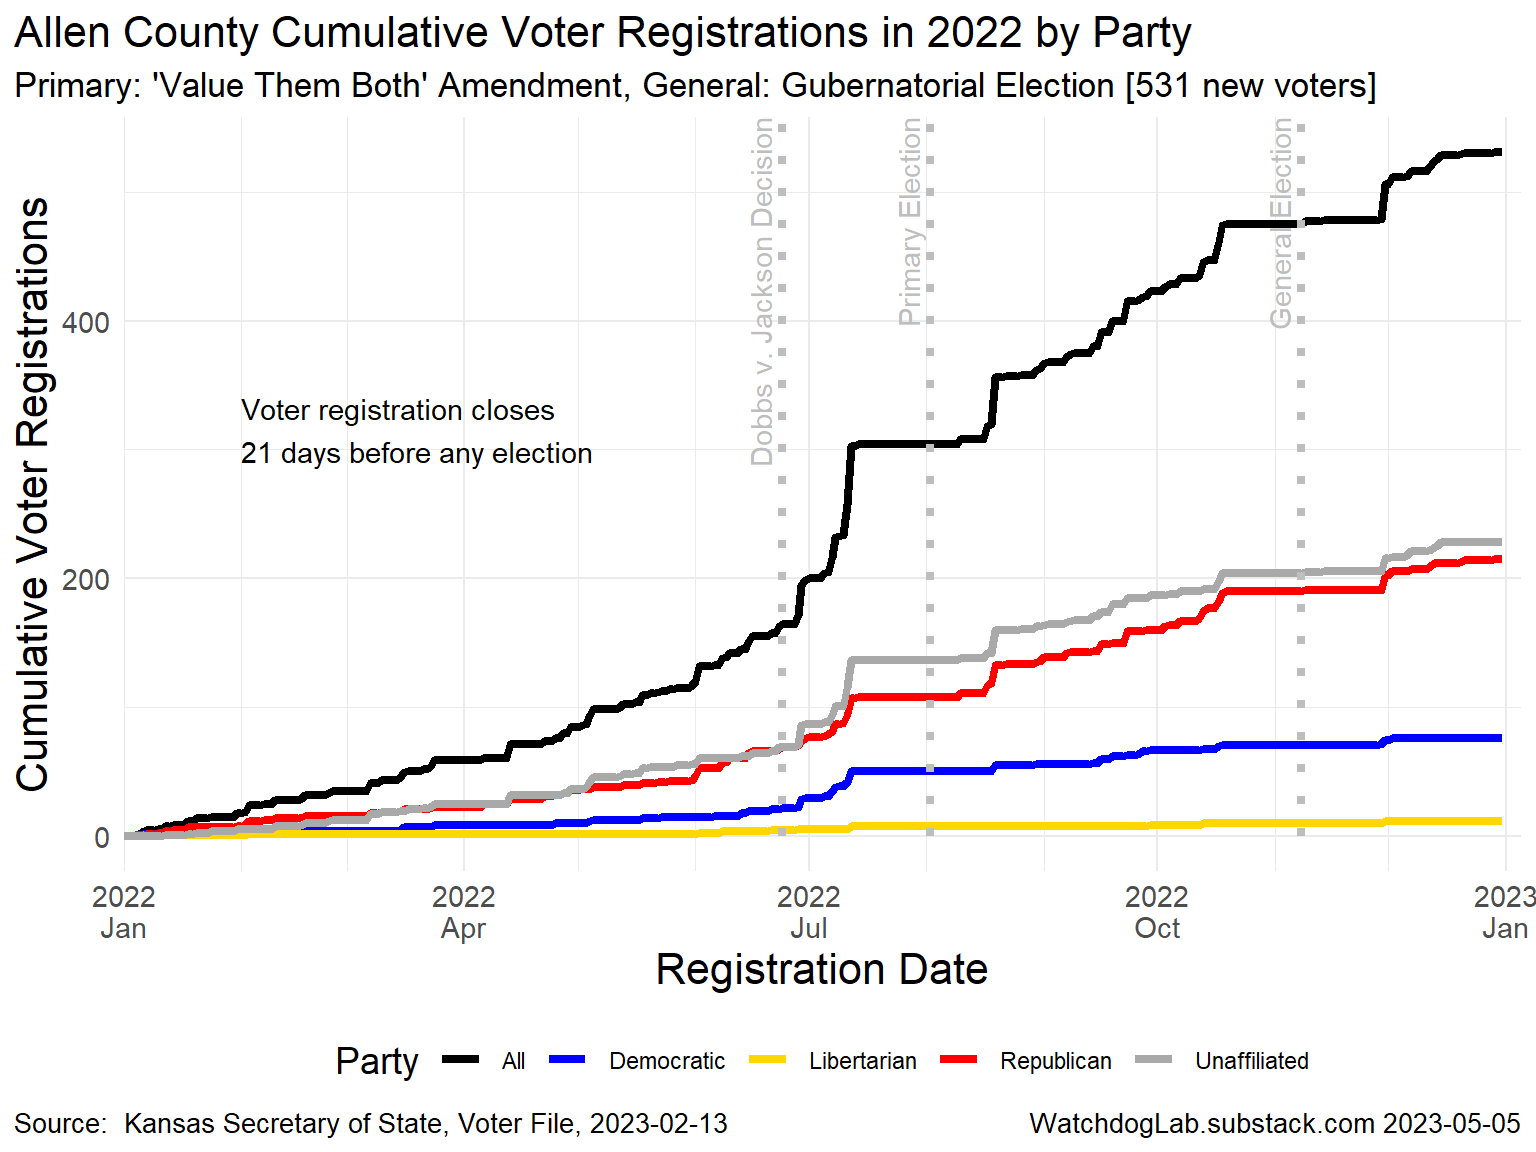 Allen County Cumulative Voter Registrations in 2022 by Party
Primary: 'Value Them Both' Amendment, General: Gubernatorial Election [531 new voters]
Cumulative Voter Registrations
400
200
0
Dobbs v. Jackson Decision
Primary Election
General Election
Voter registration closes
21 days before any election
2022 2022 2022 2022 2023
Jan Apr Jul Oct Jan
Registration Date
Party All Democratic Libertarian Republican Unaffiliated
Source:  Kansas Secretary of State, Voter File, 2023-02-13
WatchdogLab.substack.com 2023-05-05